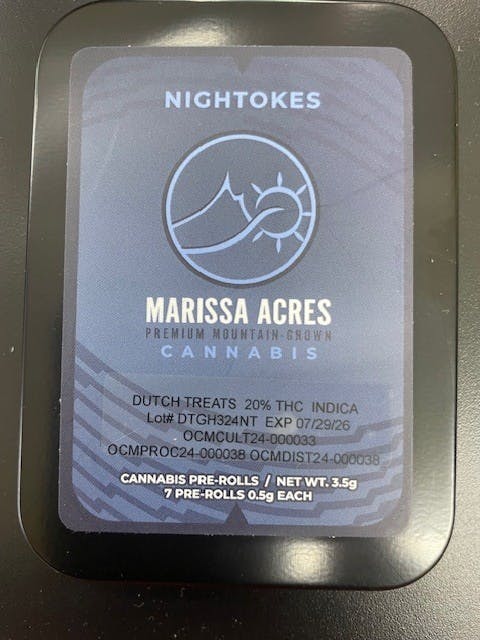 NIGHTOKES
MARISSA ACRES
PREMIUM MOUNTAIN-GROWN
CANNABIS
DUTCH TREATS 20% THC INDICA
Lot# DTGH324NT EXP 07/29/26
OCMCULT24-000033
OCMPROC24-000038 OCMDIST24-000038
CANNABIS PRE-ROLLS / NET WT. 3.5g
7 PRE-ROLLS 0.5g EACH